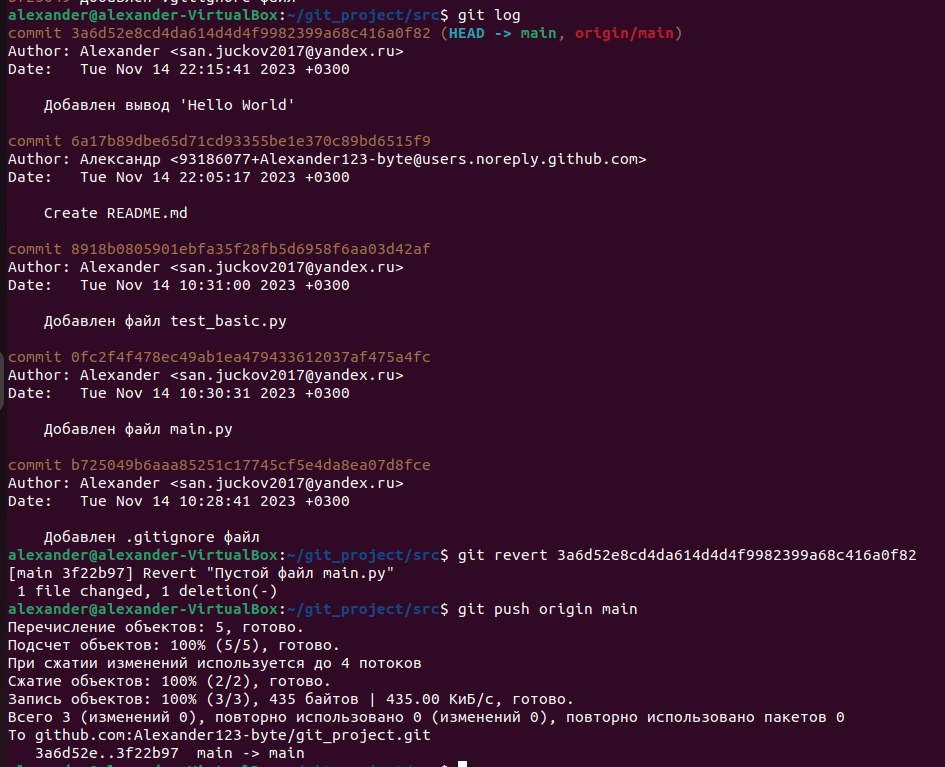 b725049 Добавлен .gitignore файл
alexander@alexander-VirtualBox:~/git_project/src$ git log
commit 3a6d52e8cd4da614d4d4f9982399a68c416a0f82 (HEAD -> main, origin/main)
Author: Alexander <san.juckov2017@yandex.ru>
Date:   Tue Nov 14 22:15:41 2023 +0300
    Добавлен вывод 'Hello World'
commit 6a17b89dbe65d71cd93355be1e370c89bd6515f9
Author: Александр <93186077+Alexander123-byte@users.noreply.github.com>
Date:   Tue Nov 14 22:05:17 2023 +0300
    Create README.md
commit 8918b0805901ebfa35f28fb5d6958f6aa03d42af
Author: Alexander <san.juckov2017@yandex.ru>
Date:   Tue Nov 14 10:31:00 2023 +0300
    Добавлен файл test_basic.py
commit 0fc2f4f478ec49ab1ea479433612037af475a4fc
Author: Alexander <san.juckov2017@yandex.ru>
Date:   Tue Nov 14 10:30:31 2023 +0300
    Добавлен файл main.py
commit b725049b6aaa85251c17745cf5e4da8ea07d8fce
Author: Alexander <san.juckov2017@yandex.ru>
Date:   Tue Nov 14 10:28:41 2023 +0300
    Добавлен .gitignore файл
alexander@alexander-VirtualBox:~/git_project/src$ git revert 3a6d52e8cd4da614d4d4f9982399a68c416a0f82
[main 3f22b97] Revert "Пустой файл main.py"
 1 file changed, 1 deletion(-)
alexander@alexander-VirtualBox:~/git_project/src$ git push origin main
Перечисление объектов: 5, готово.
Подсчет объектов: 100% (5/5), готово.
При сжатии изменений используется до 4 потоков
Сжатие объектов: 100% (2/2), готово.
Запись объектов: 100% (3/3), 435 байтов | 435.00 КиБ/с, готово.
Всего 3 (изменений 0), повторно использовано 0 (изменений 0), повторно использовано пакетов 0
To github.com:Alexander123-byte/git_project.git
   3a6d52e..3f22b97  main -> main
alexander@alexander-VirtualBox:~/git_project/src$